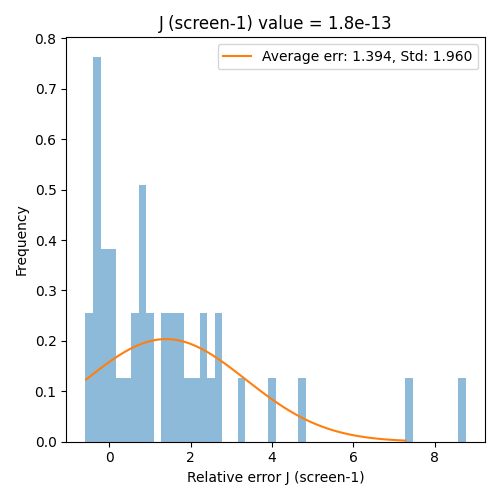 J (screen-1) value = 1.8e-13
Average err: 1.394, Std: 1.960
0.8
0.7
0.6
0.5
0.4
0.3
0.2
0.1
0.0
Frequency
0 2 4 6 8
Relative error J (screen-1)